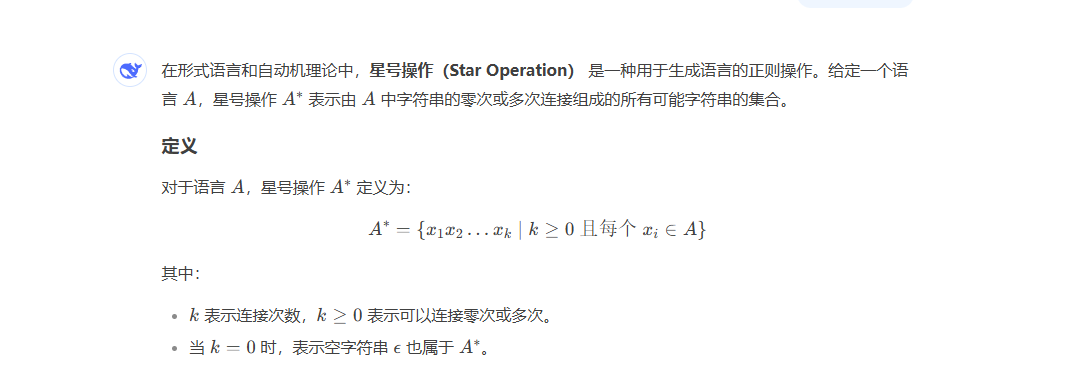 在形式语言和自动机理论中，星号操作（Star Operation） 是一种用于生成语言的正则操作。给定一个语
言 A，星号操作 A* 表示由 A 中字符串的零次或多次连接组成的所有可能字符串的集合。
定义
对于语言 A，星号操作 A* 定义为：
A* = {x₁x₂ … xₖ | k ≥ 0 且每个 xᵢ ∈ A}
其中：
• k 表示连接次数，k ≥ 0 表示可以连接零次或多次。
• 当 k = 0 时，表示空字符串 ϵ 也属于 A*。